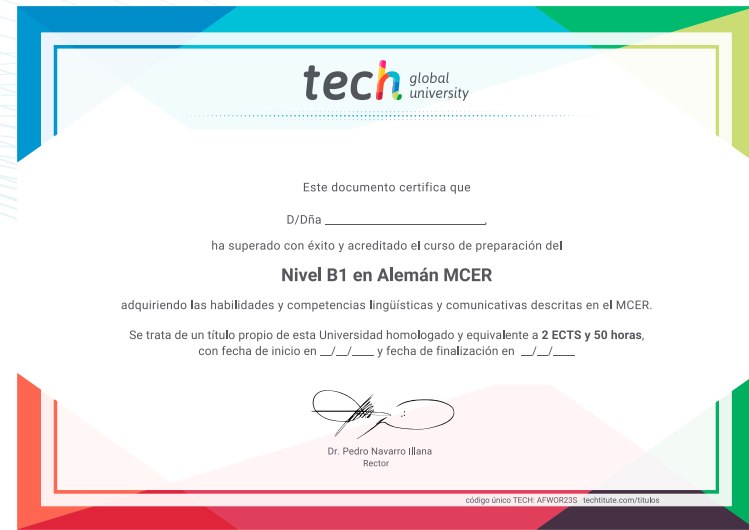 tech global university
Este documento certifica que
D/Dña ________________________,
ha superado con éxito y acreditado el curso de preparación del
Nivel B1 en Alemán MCER
adquiriendo las habilidades y competencias lingüísticas y comunicativas descritas en el MCER.
Se trata de un título propio de esta Universidad homologado y equivalente a 2 ECTS y 50 horas,
con fecha de inicio en __/__/____ y fecha de finalización en __/__/____
Dr. Pedro Navarro Illana
Rector
código único TECH: AFWOR23S techtitute.com/titulos